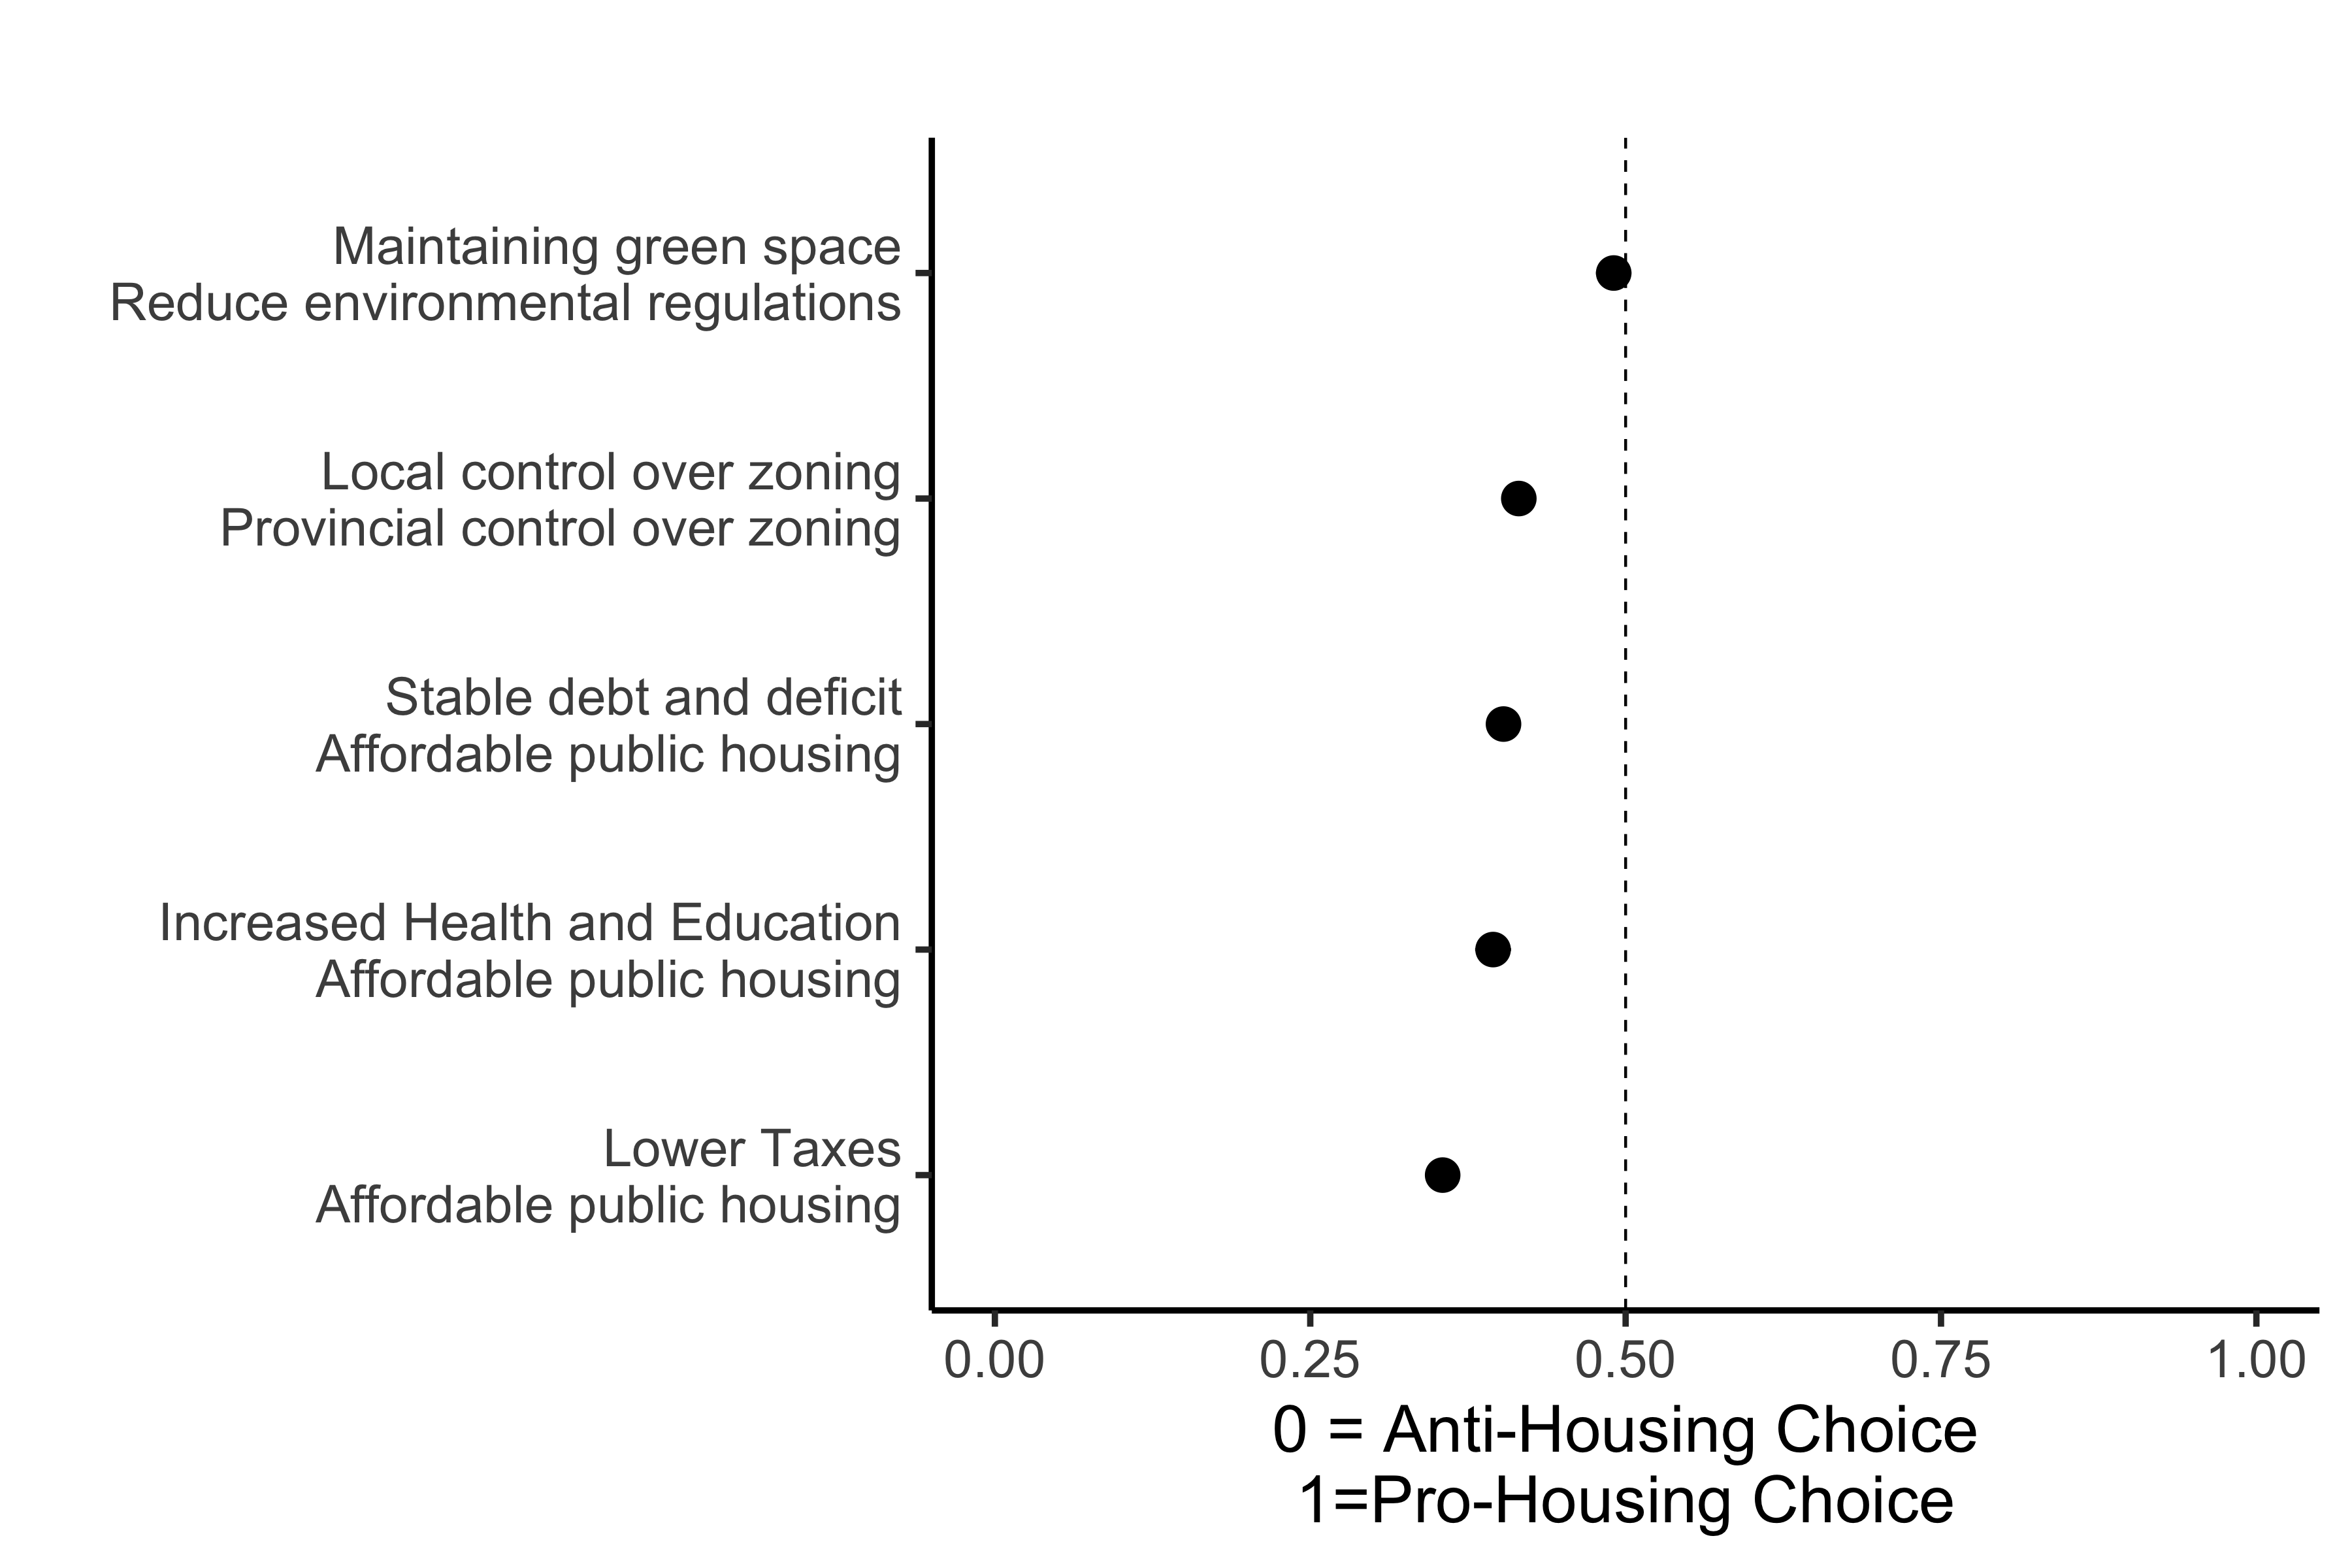 Maintaining green space
Reduce environmental regulations
Local control over zoning
Provincial control over zoning
Stable debt and deficit
Affordable public housing
Increased Health and Education
Affordable public housing
Lower Taxes
Affordable public housing
0.00 0.25 0.50 0.75 1.00
0 = Anti-Housing Choice
1=Pro-Housing Choice